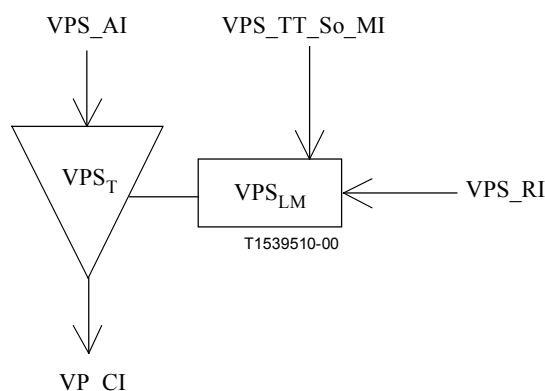 VPS_AI
VPS_TT_So_MI
VPS_T
VPS_LM
VPS_RI
T1539510-00
VP_CI